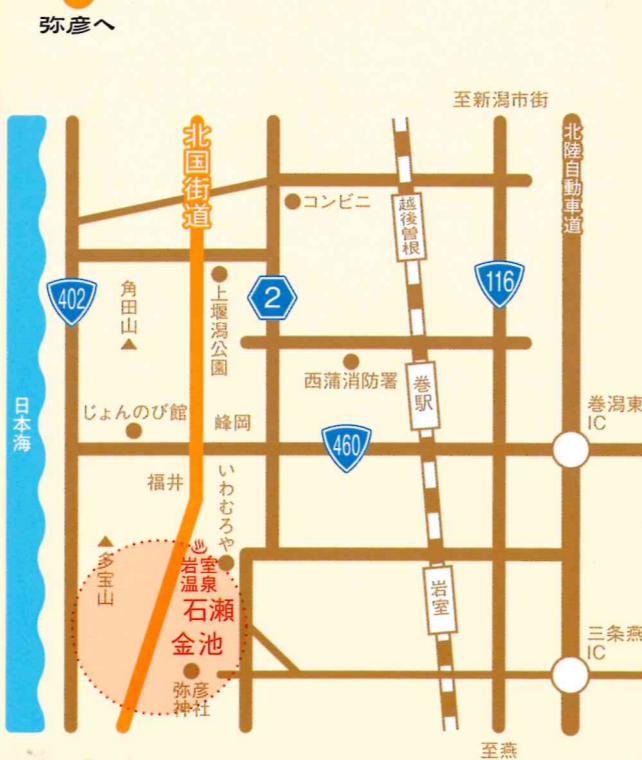 弥彦へ
至新潟市街
北国街道
北陸自動車道
コンビニ
越後曽根
402
角田山
上堰潟公園
2
116
西蒲消防署
巻駅
日本海
じょんのび館
峰岡
巻潟東
IC
460
福井
いわむろや
多宝山
岩室
温泉
石瀬
金池
岩室
三条燕
IC
弥彦
神社
至燕